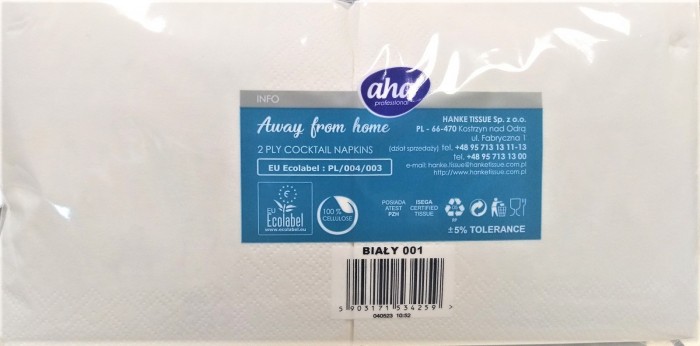 aha
professional
INFO
Away from home
2 PLY COCKTAIL NAPKINS
EU Ecolabel : PL/004/003
HANKE TISSUE Sp. z o.o.
PL - 66-470 Kostrzyn nad Odrą
ul. Fabryczna 1
(dział sprzedaży) tel. +48 95 713 13 11-13
tel. +48 95 713 13 00
e-mail: hanke.tissue@hanketissue.com.pl
http://www.hanketissue.com.pl
EU
Ecolabel
www.ecolabel.eu
100 %
CELLULOSE
POSIADA
ATEST
PZH
ISEGA
CERTIFIED
TISSUE
±5% TOLERANCE
BIAŁY 001
5 903171 534259 >
040523 10:52